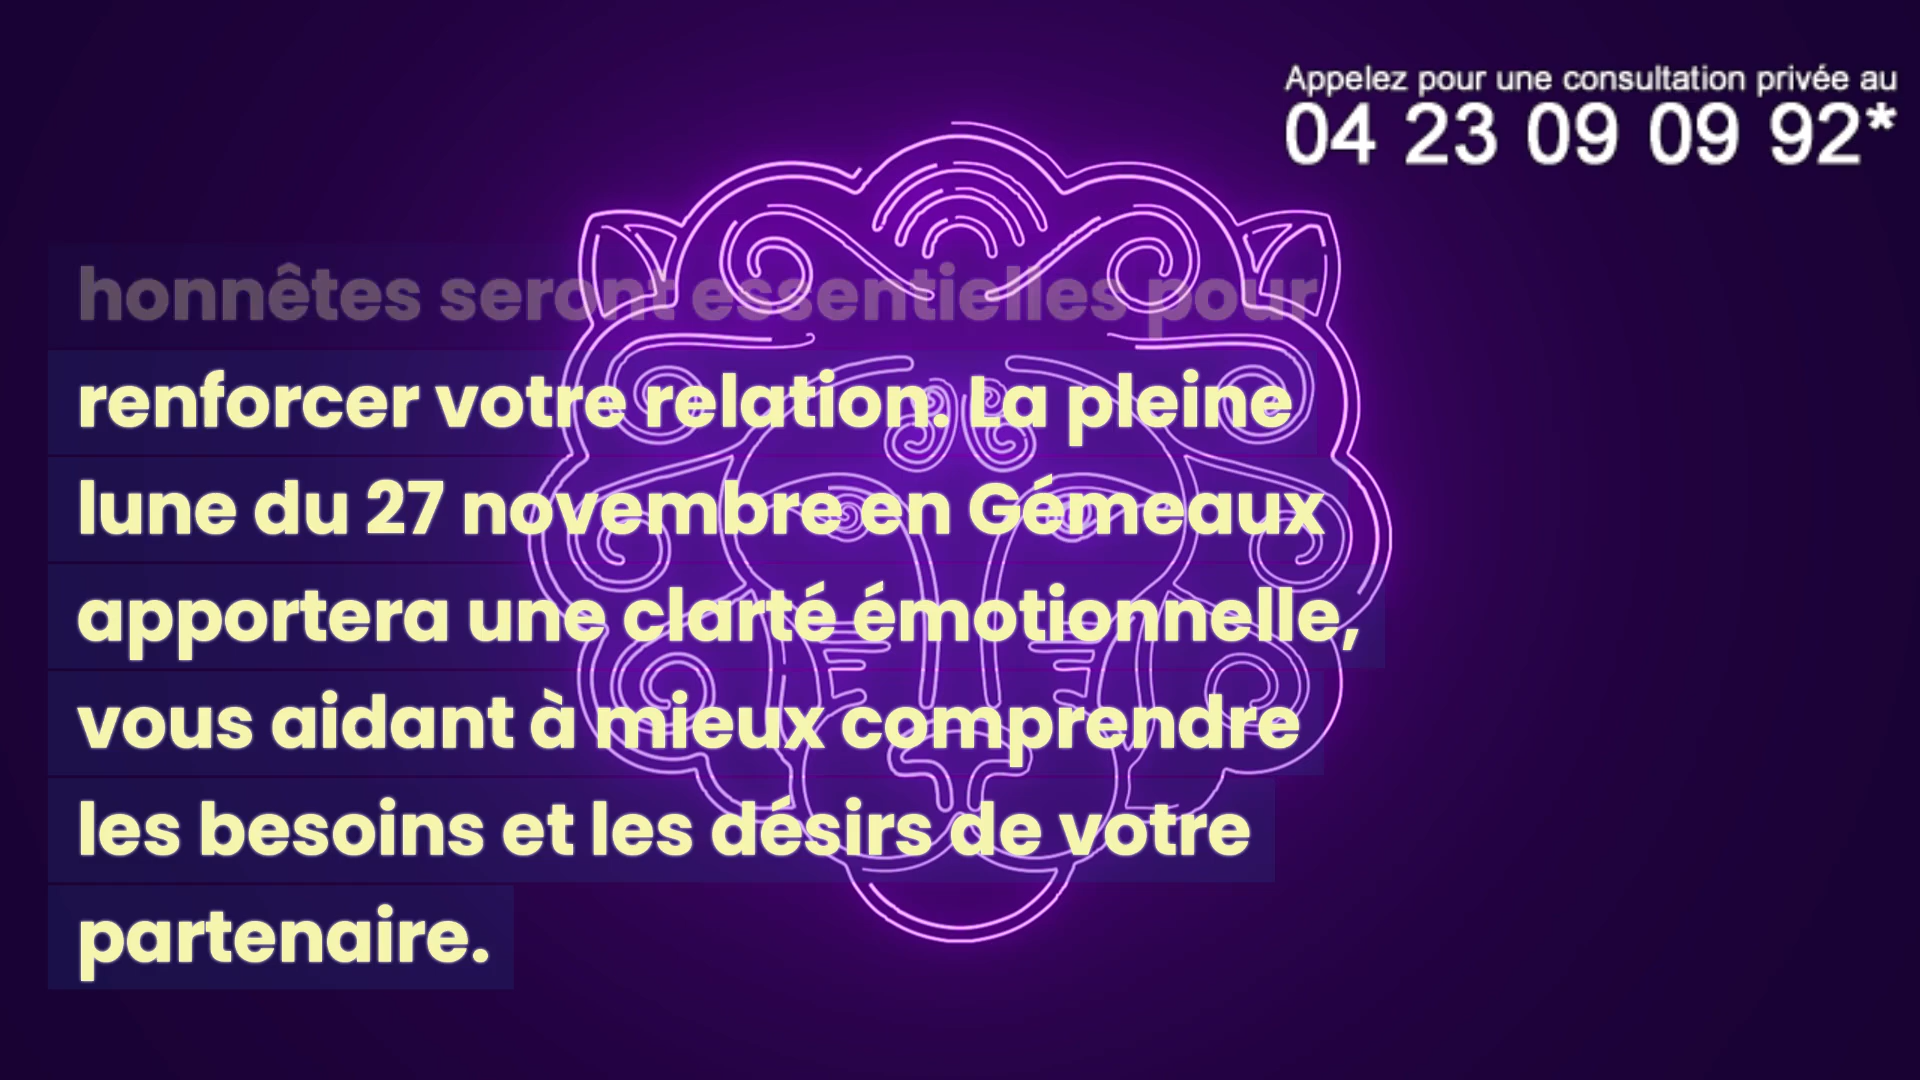 Appelez pour une consultation privée au
04 23 09 09 92*
honnêtes seront essentielles pour
renforcer votre relation. La pleine
lune du 27 novembre en Gémeaux
apportera une clarté émotionnelle,
vous aidant à mieux comprendre
les besoins et les désirs de votre
partenaire.